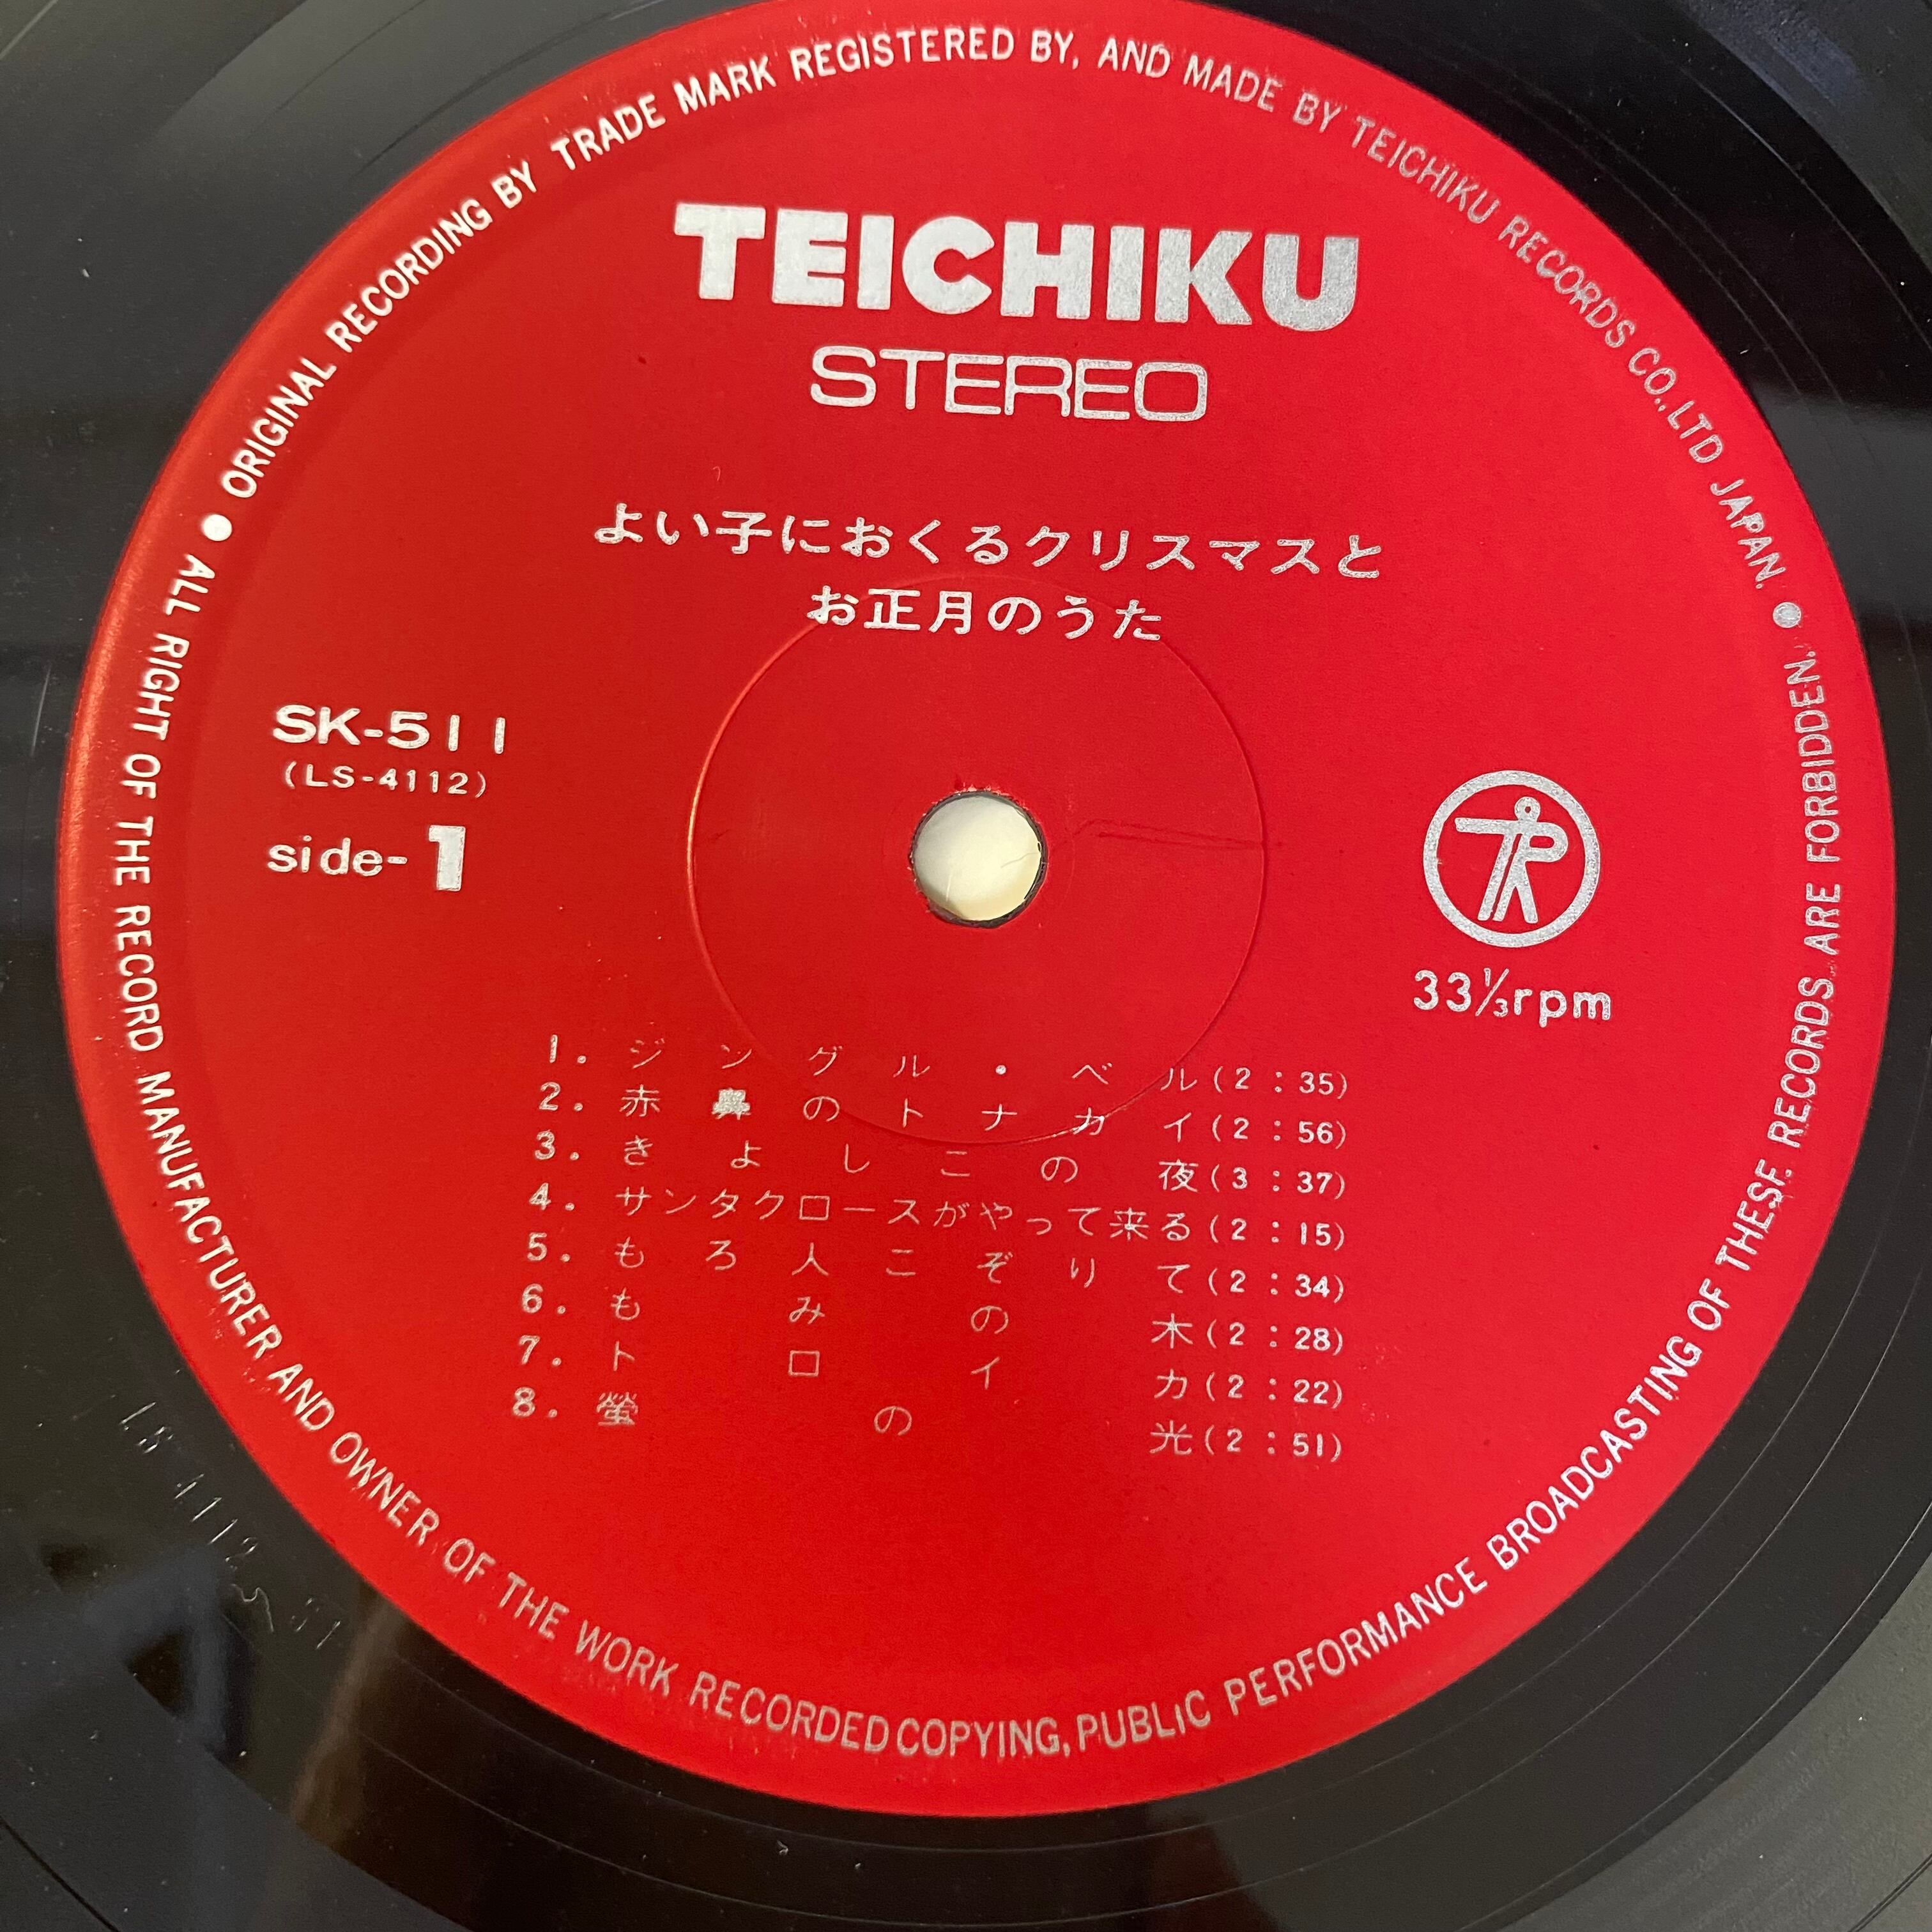 ORIGINAL RECORDING BY TRADE MARK REGISTERED BY, AND MADE BY TEICHIKU RECORDS CO., LTD JAPAN.
TEICHIKU
STEREO
よい子におくるクリスマスと
お正月のうた
SK-511
(LS-4112)
side-1
33⅓rpm
1. ジングル・ベル(2:35)
2. 赤鼻のトナカイ(2:56)
3. きよしこの夜(3:37)
4. サンタクロースがやって来る(2:15)
5. もろ人こぞりて(2:34)
6. もみの木(2:28)
7. トロイカ(2:22)
8. 螢の光(2:51)
ALL RIGHT OF THE RECORD MANUFACTURER AND OWNER OF THE WORK RECORDED COPYING, PUBLIC PERFORMANCE BROADCASTING OF THESE RECORDS ARE FORBIDDEN.